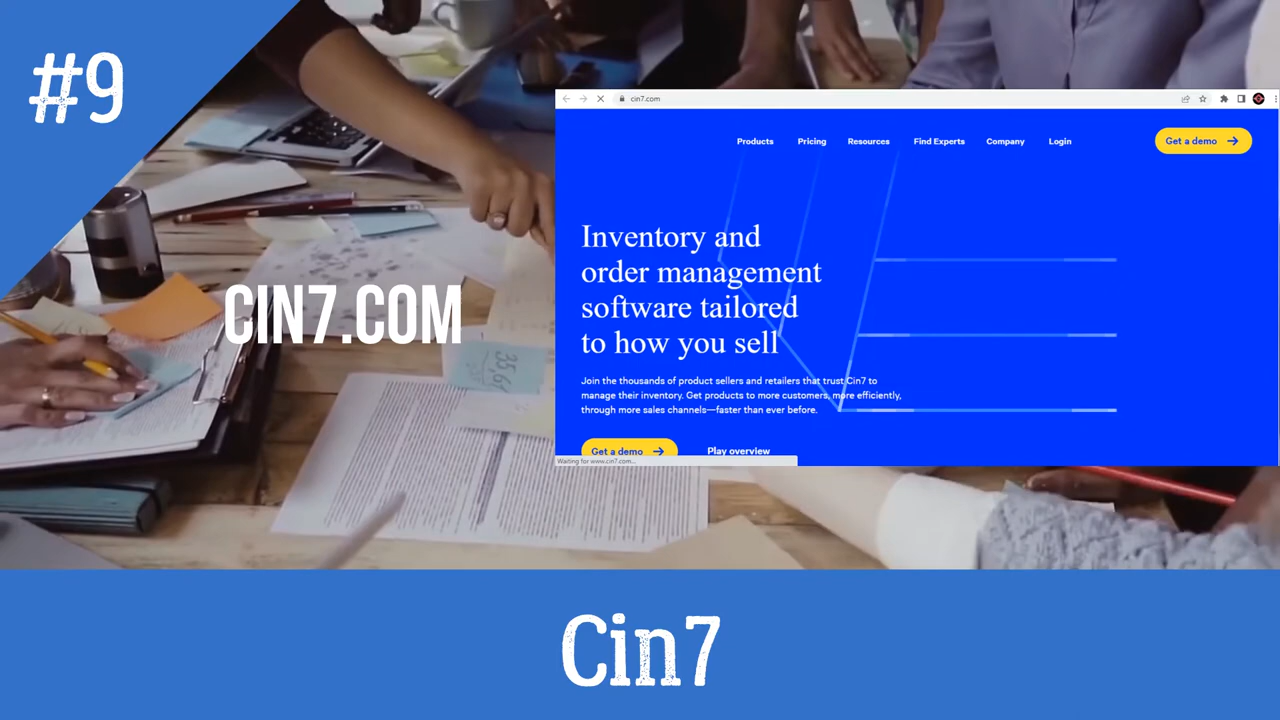 #9
CIN7.COM
cin7.com
Products Pricing Resources Find Experts Company Login Get a demo
Inventory and
order management
software tailored
to how you sell
Join the thousands of product sellers and retailers that trust Cin7 to
manage their inventory. Get products to more customers, more efficiently,
through more sales channels—faster than ever before.
Get a demo Play overview
Waiting for www.cin7.com...
Cin7